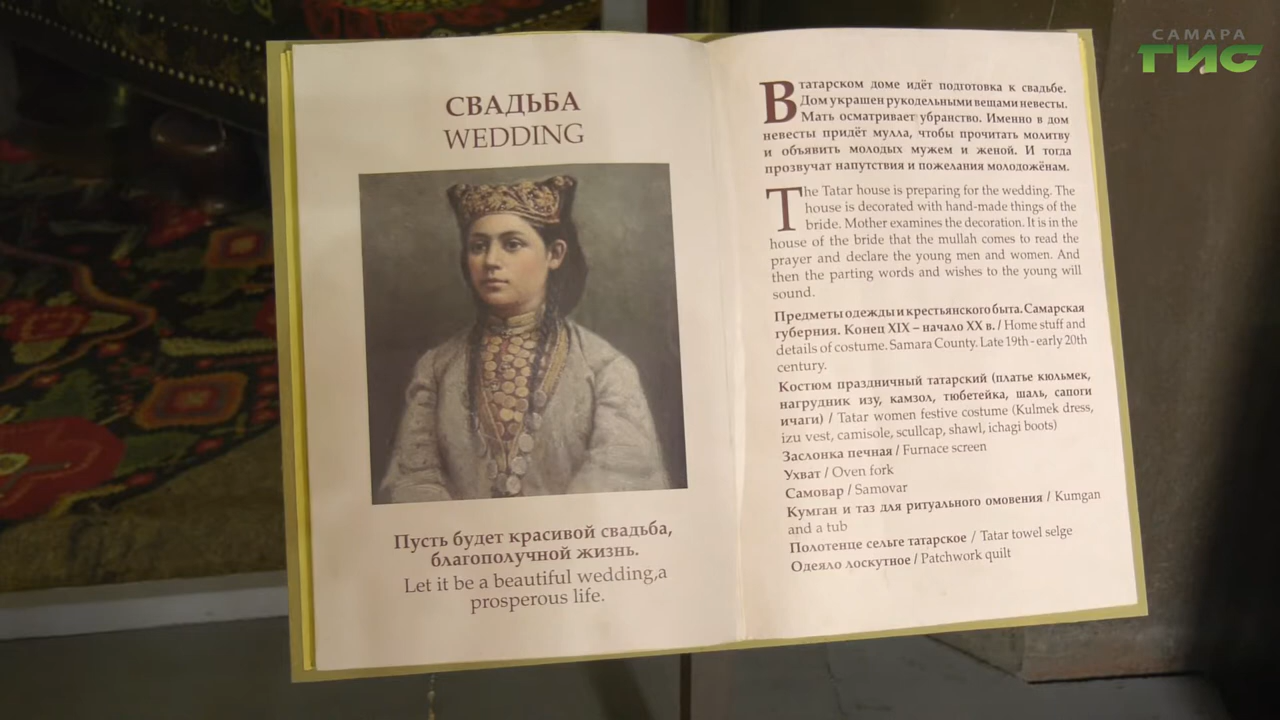 САМАРА
ГИС
СВАДЬБА
WEDDING
Пусть будет красивой свадьба,
благополучной жизнь.
Let it be a beautiful wedding,a
prosperous life.
В татарском доме идёт подготовка к свадьбе.
Дом украшен рукодельными вещами невесты.
Мать осматривает убранство. Именно в дом
невесты придёт мулла, чтобы прочитать молитву
и объявить молодых мужем и женой. И тогда
прозвучат напутствия и пожелания молодожёнам.
The Tatar house is preparing for the wedding. The
house is decorated with hand-made things of the
bride. Mother examines the decoration. It is in the
house of the bride that the mullah comes to read the
prayer and declare the young men and women. And
then the parting words and wishes to the young will
sound.
Предметы одежды и крестьянского быта. Самарская
губерния. Конец XIX – начало XX в. / Home stuff and
details of costume. Samara County. Late 19th - early 20th
century.
Костюм праздничный татарский (платье кюльмек,
нагрудник изу, камзол, тюбетейка, шаль, сапоги
ичаги) / Tatar women festive costume (Kulmek dress,
izu vest, camisole, scullcap, shawl, ichagi boots)
Заслонка печная / Furnace screen
Ухват / Oven fork
Самовар / Samovar
Кумган и таз для ритуального омовения / Kumgan
and a tub
Полотенце сельге татарское / Tatar towel selge
Одеяло лоскутное / Patchwork quilt